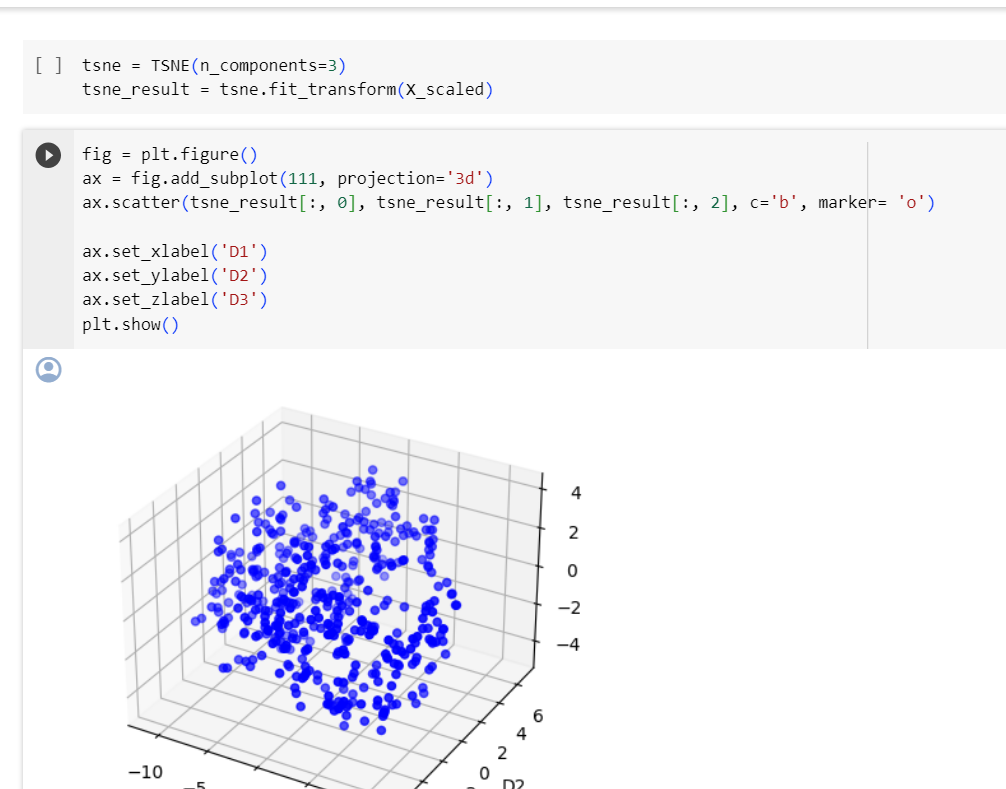 [ ] tsne = TSNE(n_components=3)
tsne_result = tsne.fit_transform(X_scaled)
fig = plt.figure()
ax = fig.add_subplot(111, projection='3d')
ax.scatter(tsne_result[:, 0], tsne_result[:, 1], tsne_result[:, 2], c='b', marker= 'o')
ax.set_xlabel('D1')
ax.set_ylabel('D2')
ax.set_zlabel('D3')
plt.show()
4
2
0
−2
−4
6
4
2
0
−10
−5
D2